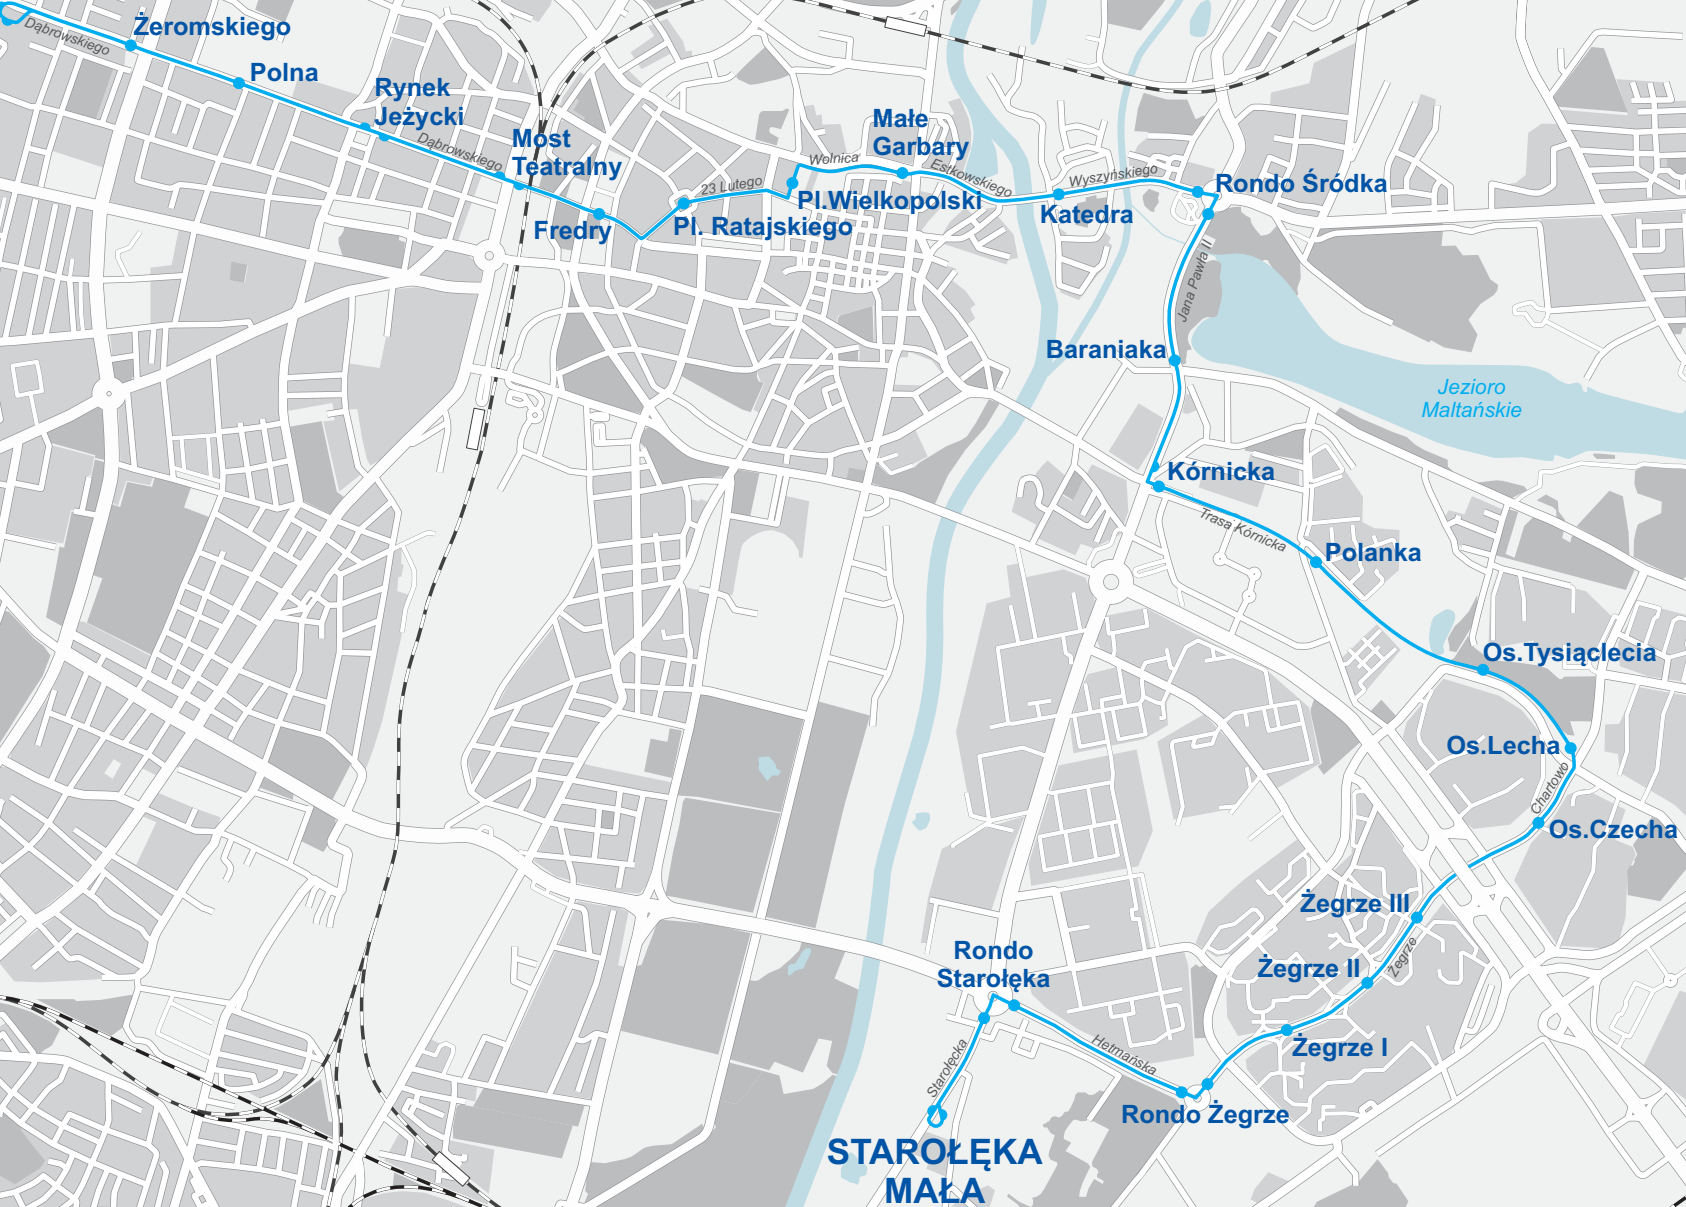 Żeromskiego
Dąbrowskiego
Polna
Rynek
Jeżycki
Dąbrowskiego
Most
Teatralny
Fredry
23 Lutego
Pl. Ratajskiego
Wolnica
Pl.Wielkopolski
Małe
Garbary
Estkowskiego
Katedra
Wyszyńskiego
Rondo Śródka
Jana Pawła II
Baraniaka
Jezioro
Maltańskie
Kórnicka
Trasa Kórnicka
Polanka
Os.Tysiąclecia
Os.Lecha
Chartowo
Os.Czecha
Żegrze III
Żegrze
Żegrze II
Żegrze I
Rondo Żegrze
Hetmańska
Rondo
Starołęka
Starołęcka
STAROŁĘKA
MAŁA